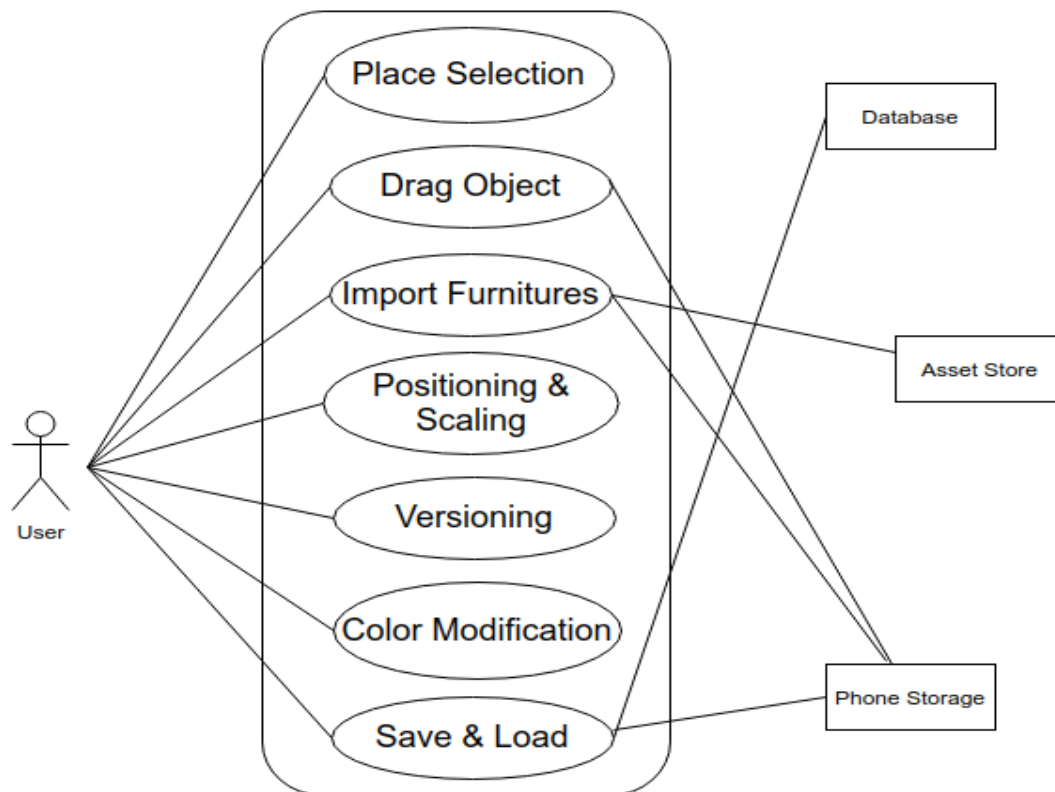 Place Selection
Drag Object
Import Furnitures
Positioning &
Scaling
Versioning
Color Modification
Save & Load
User
Database
Asset Store
Phone Storage